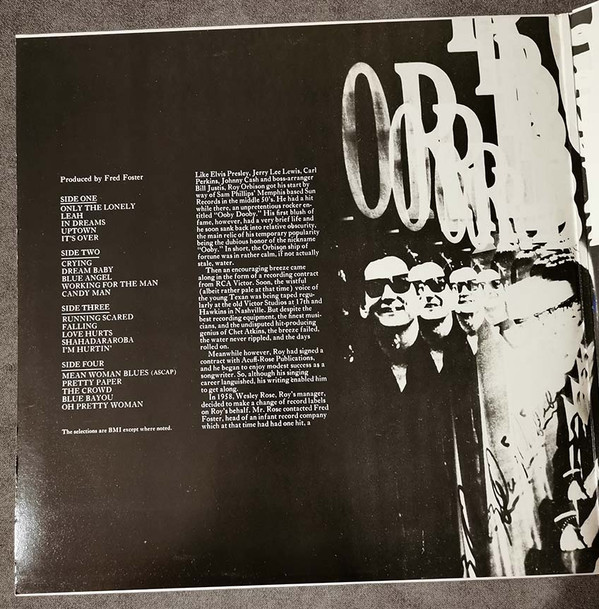 Produced by Fred Foster
SIDE ONE
ONLY THE LONELY
LEAH
IN DREAMS
UPTOWN
IT'S OVER
SIDE TWO
CRYING
DREAM BABY
BLUE ANGEL
WORKING FOR THE MAN
CANDY MAN
SIDE THREE
RUNNING SCARED
FALLING
LOVE HURTS
SHAHADARAROBA
I'M HURTIN'
SIDE FOUR
MEAN WOMAN BLUES (ASCAP)
PRETTY PAPER
THE CROWD
BLUE BAYOU
OH PRETTY WOMAN
The selections are BMI except where noted.
Like Elvis Presley, Jerry Lee Lewis, Carl
Perkins, Johnny Cash and boss-arranger
Bill Justis, Roy Orbison got his start by
way of Sam Phillips' Memphis based Sun
Records in the middle 50's. He had a hit
while there, an unpretentious rocker en-
titled "Ooby Dooby." His first blush of
fame, however, had a very brief life and
he soon sank back into relative obscurity,
the main relic of his temporary popularity
being the dubious honor of the nickname
"Ooby." In short, the Orbison ship of
fortune was in rather calm, if not actually
stale, water.
Then an encouraging breeze came
along in the form of a recording contract
from RCA Victor. Soon, the wistful
(albeit rather pale at that time) voice of
the young Texan was being taped regu-
larly at the old Victor Studios at 17th and
Hawkins in Nashville. But despite the
best recording equipment, the finest musi-
cians, and the undisputed hit-producing
genius of Chet Atkins, the breeze failed,
the water never rippled, and the days
rolled on.
Meanwhile however, Roy had signed a
contract with Acuff-Rose Publications,
and he began to enjoy modest success as a
songwriter. So, although his singing
career languished, his writing enabled him
to get along.
In 1958, Wesley Rose, Roy's manager,
decided to make a change of record labels
on Roy's behalf. Mr. Rose contacted Fred
Foster, head of an infant record company
which at that time had had one hit, a